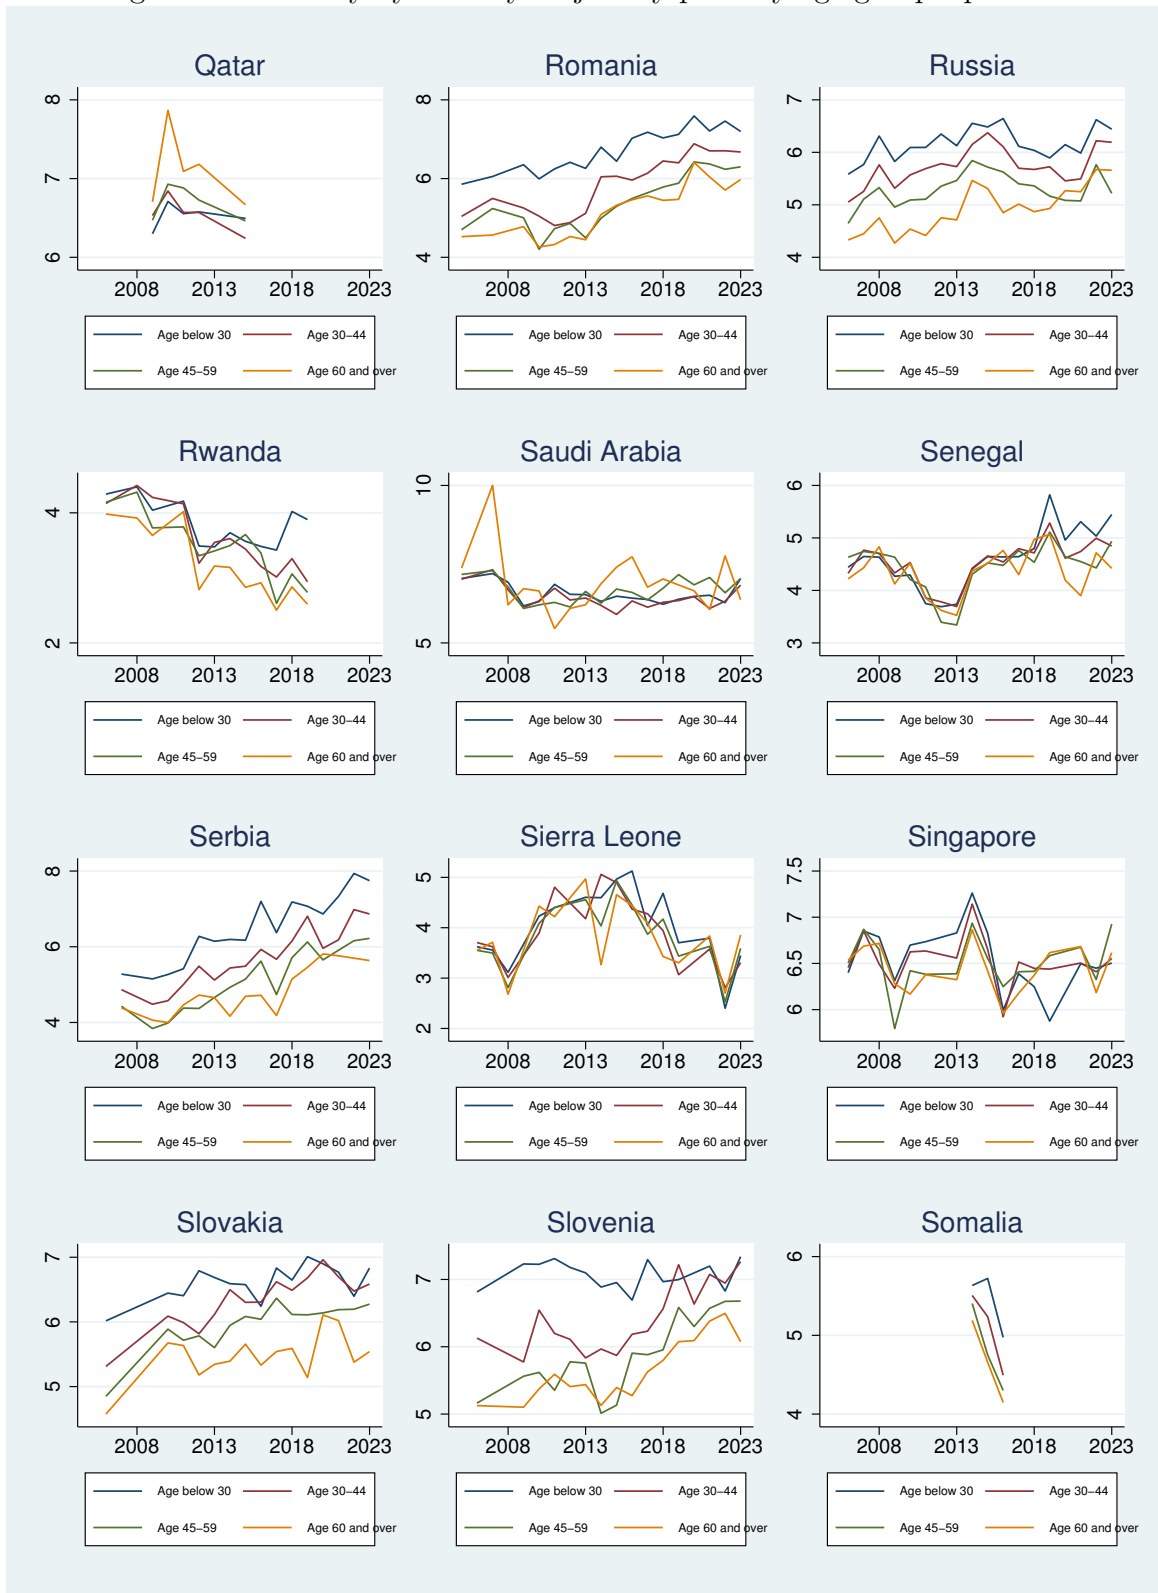 Qatar Romania Russia
8 8 7
7 6 6
6 4 5
4
2008 2013 2018 2023 2008 2013 2018 2023 2008 2013 2018 2023
Age below 30 Age 30–44 Age below 30 Age 30–44 Age below 30 Age 30–44
Age 45–59 Age 60 and over Age 45–59 Age 60 and over Age 45–59 Age 60 and over
Rwanda Saudi Arabia Senegal
4 10 6
2 5 5
4
3
2008 2013 2018 2023 2008 2013 2018 2023 2008 2013 2018 2023
Age below 30 Age 30–44 Age below 30 Age 30–44 Age below 30 Age 30–44
Age 45–59 Age 60 and over Age 45–59 Age 60 and over Age 45–59 Age 60 and over
Serbia Sierra Leone Singapore
8 5 7.5
6 4 7
4 3 6.5
2 6
2008 2013 2018 2023 2008 2013 2018 2023 2008 2013 2018 2023
Age below 30 Age 30–44 Age below 30 Age 30–44 Age below 30 Age 30–44
Age 45–59 Age 60 and over Age 45–59 Age 60 and over Age 45–59 Age 60 and over
Slovakia Slovenia Somalia
7 7 6
6 6 5
5 5 4
2008 2013 2018 2023 2008 2013 2018 2023 2008 2013 2018 2023
Age below 30 Age 30–44 Age below 30 Age 30–44 Age below 30 Age 30–44
Age 45–59 Age 60 and over Age 45–59 Age 60 and over Age 45–59 Age 60 and over